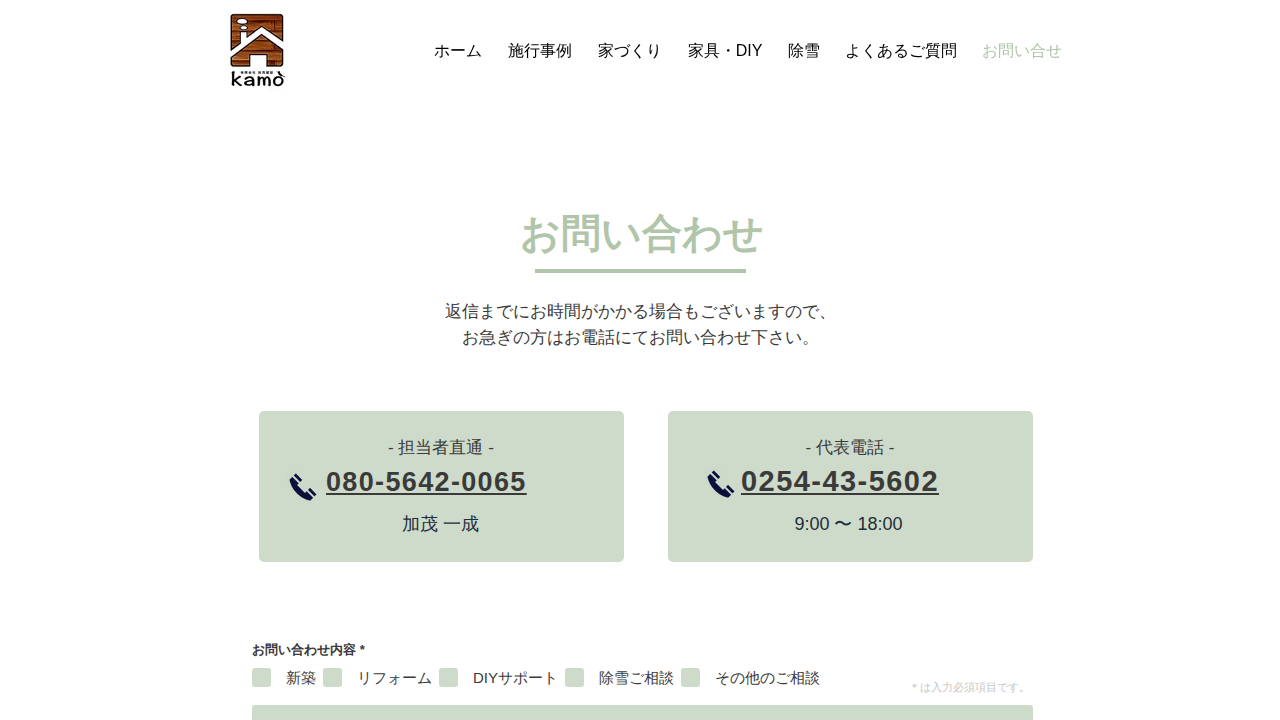 kamo
ホーム 施行事例 家づくり 家具・DIY 除雪 よくあるご質問 お問い合せ
お問い合わせ
返信までにお時間がかかる場合もございますので、
お急ぎの方はお電話にてお問い合わせ下さい。
- 担当者直通 -
080-5642-0065
加茂 一成
- 代表電話 -
0254-43-5602
9:00 〜 18:00
お問い合わせ内容 *
新築 リフォーム DIYサポート 除雪ご相談 その他のご相談
* は入力必須項目です。